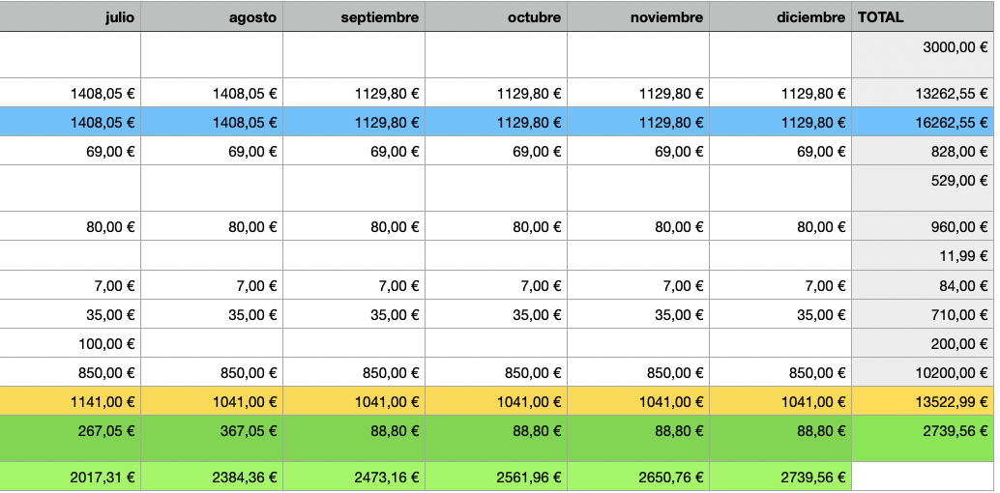 julio agosto septiembre octubre noviembre diciembre TOTAL
3000,00 €
1408,05 € 1408,05 € 1129,80 € 1129,80 € 1129,80 € 1129,80 € 13262,55 €
1408,05 € 1408,05 € 1129,80 € 1129,80 € 1129,80 € 1129,80 € 16262,55 €
69,00 € 69,00 € 69,00 € 69,00 € 69,00 € 69,00 € 828,00 €
529,00 €
80,00 € 80,00 € 80,00 € 80,00 € 80,00 € 80,00 € 960,00 €
11,99 €
7,00 € 7,00 € 7,00 € 7,00 € 7,00 € 7,00 € 84,00 €
35,00 € 35,00 € 35,00 € 35,00 € 35,00 € 35,00 € 710,00 €
100,00 € 200,00 €
850,00 € 850,00 € 850,00 € 850,00 € 850,00 € 850,00 € 10200,00 €
1141,00 € 1041,00 € 1041,00 € 1041,00 € 1041,00 € 1041,00 € 13522,99 €
267,05 € 367,05 € 88,80 € 88,80 € 88,80 € 88,80 € 2739,56 €
2017,31 € 2384,36 € 2473,16 € 2561,96 € 2650,76 € 2739,56 €